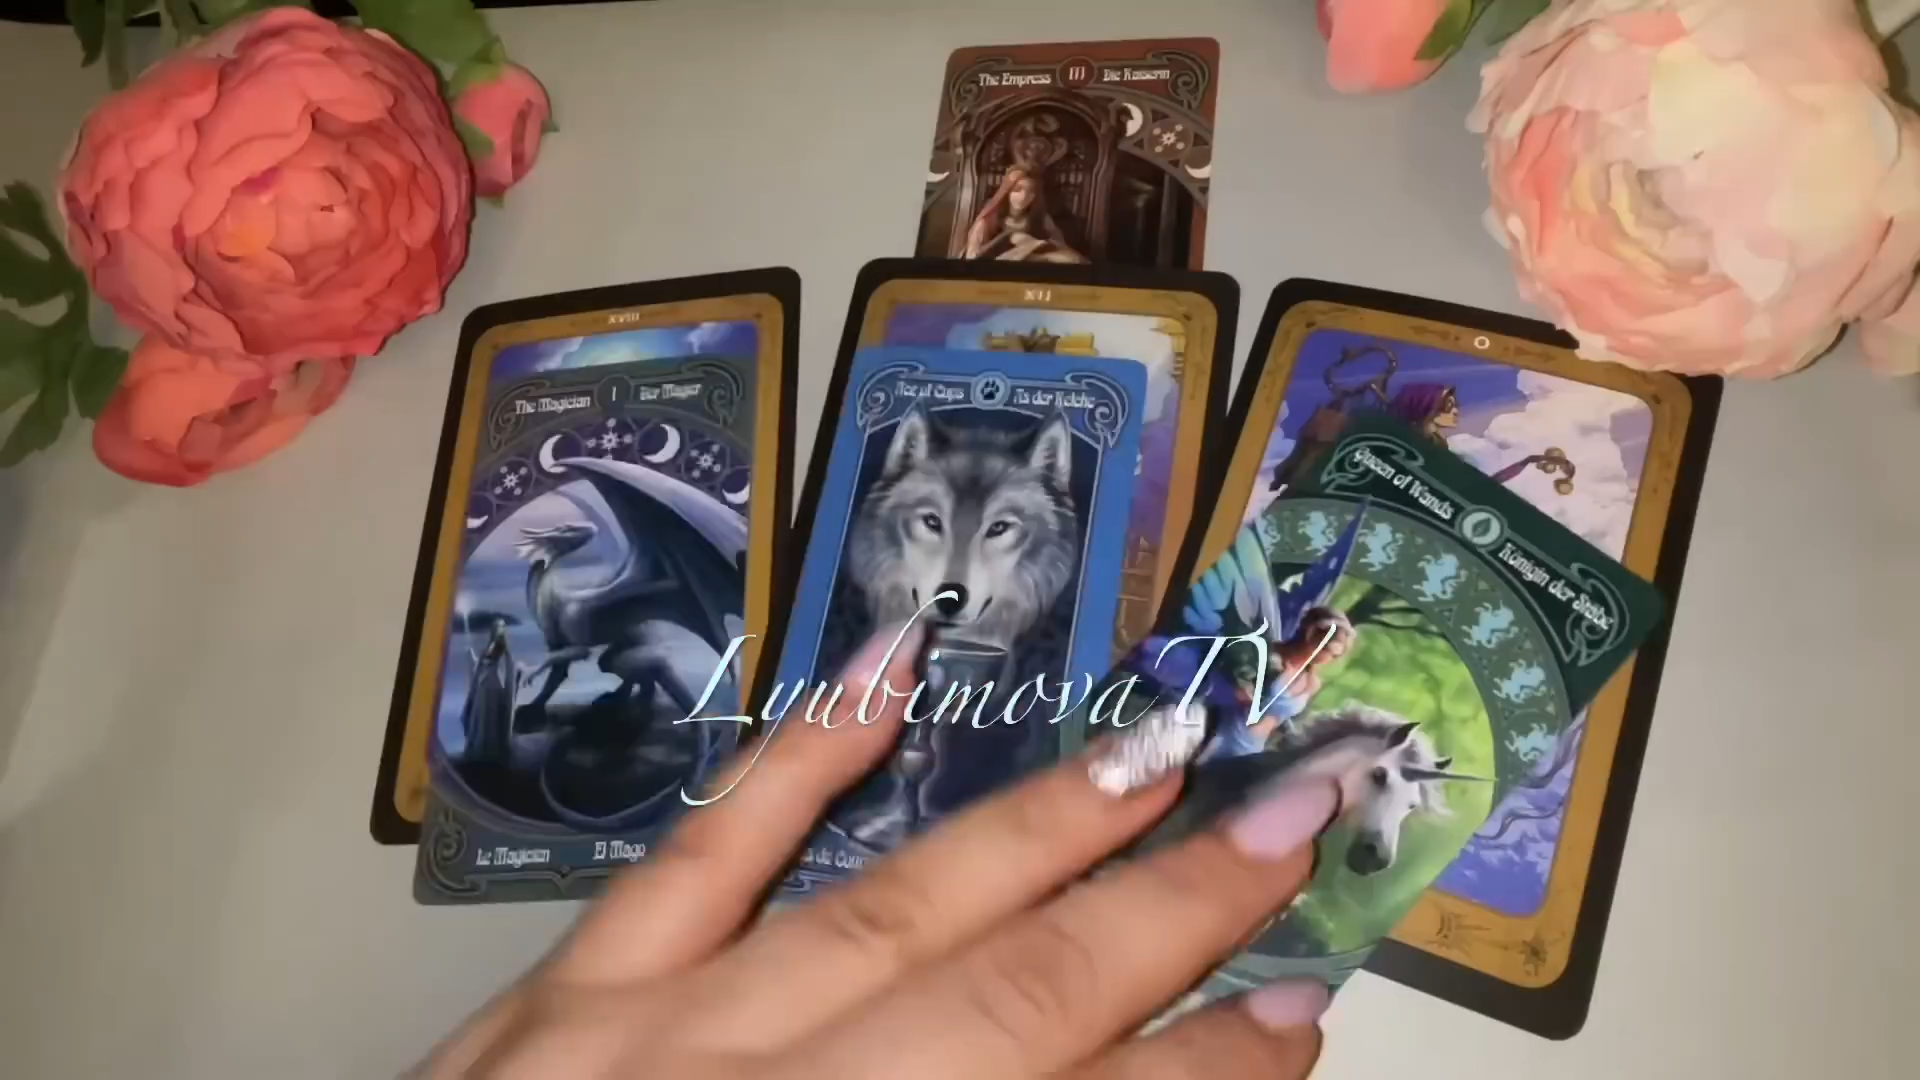 The Empress III Die Kaiserin
XVIII
The Magician I Der Magier
Le Magicien El Mago
Ace of Cups As der Kelche
0
Queen of Wands Königin der Stäbe
LyubimovaTV